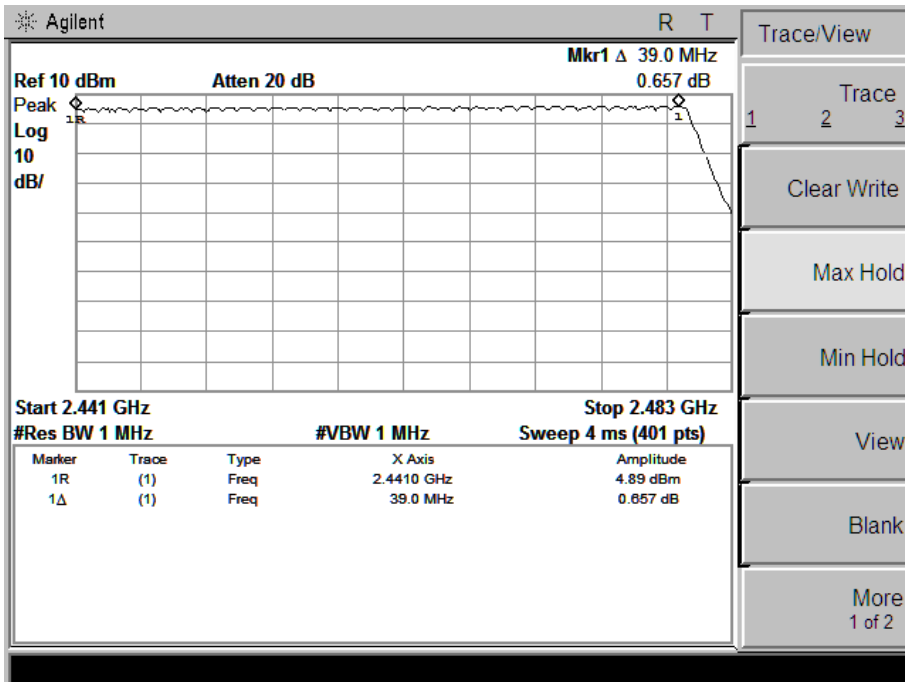 Agilent R T
Mkr1 Δ 39.0 MHz
Ref 10 dBm Atten 20 dB 0.657 dB
Peak
Log
10
dB/
1R
1
Start 2.441 GHz Stop 2.483 GHz
#Res BW 1 MHz #VBW 1 MHz Sweep 4 ms (401 pts)
Marker Trace Type X Axis Amplitude
1R (1) Freq 2.4410 GHz 4.89 dBm
1Δ (1) Freq 39.0 MHz 0.657 dB
Trace/View
Trace
1 2 3
Clear Write
Max Hold
Min Hold
View
Blank
More
1 of 2